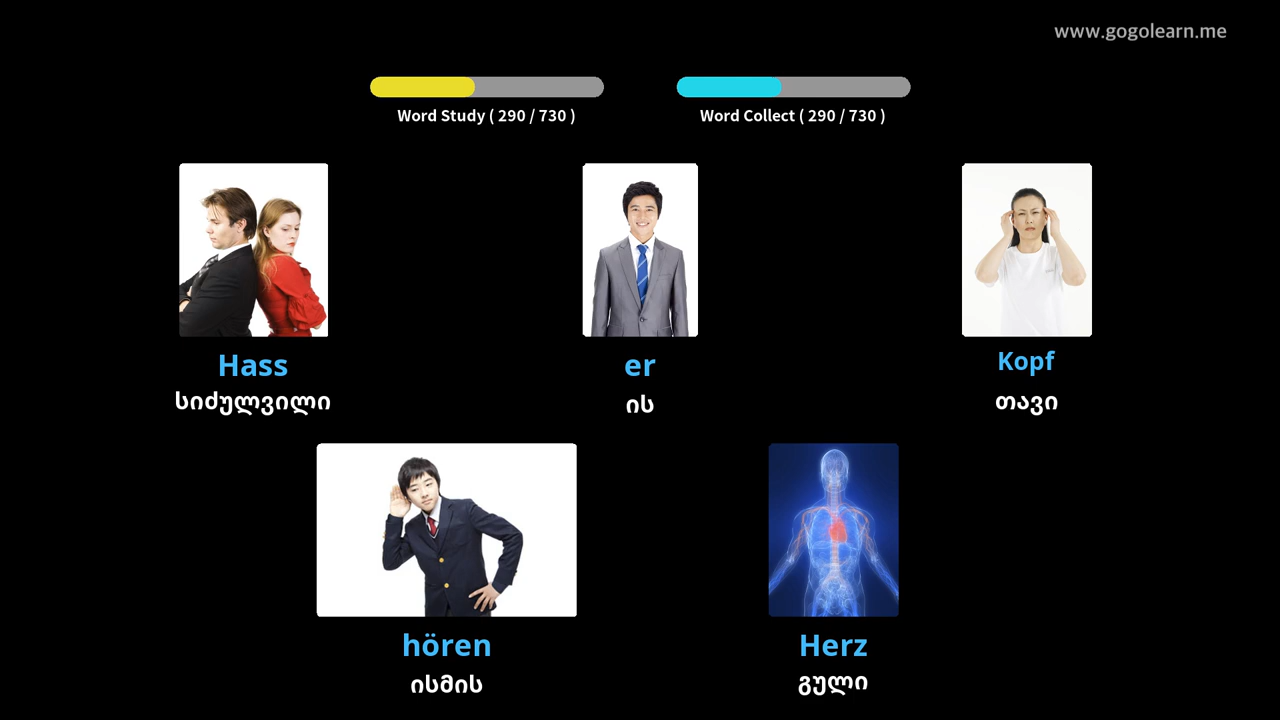 www.gogolearn.me
Word Study ( 290 / 730 )
Word Collect ( 290 / 730 )
Hass
სიძულვილი
er
ის
Kopf
თავი
hören
ისმის
Herz
გული